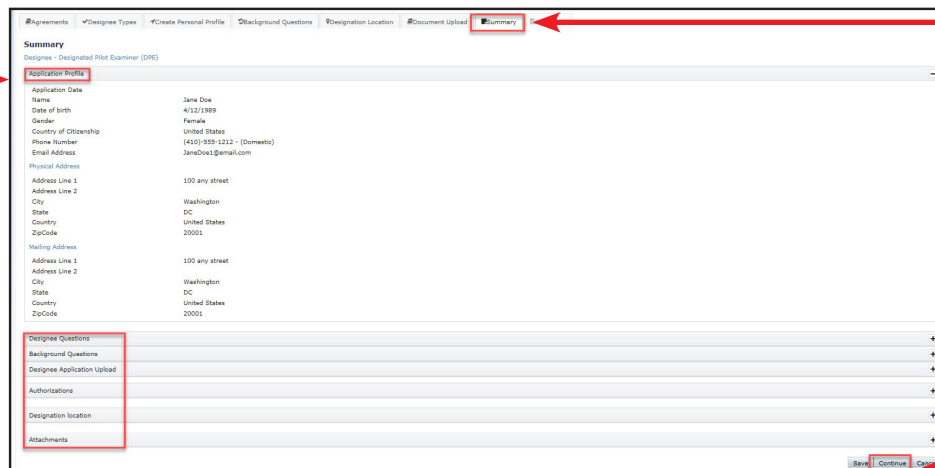 Agreements Designee Types Create Personal Profile Background Questions Designation Location Document Upload Summary
Summary
Designee - Designated Pilot Examiner (DPE)
Application Profile
Application Date
Name Jane Doe
Date of birth 4/12/1989
Gender Female
Country of Citizenship United States
Phone Number (410)-555-1212 - (Domestic)
Email Address JaneDoe1@email.com
Physical Address
Address Line 1 100 any street
Address Line 2
City Washington
State DC
Country United States
ZipCode 20001
Mailing Address
Address Line 1 100 any street
Address Line 2
City Washington
State DC
Country United States
ZipCode 20001
Designee Questions
Background Questions
Designee Application Upload
Authorizations
Designation location
Attachments
Save Continue Cance